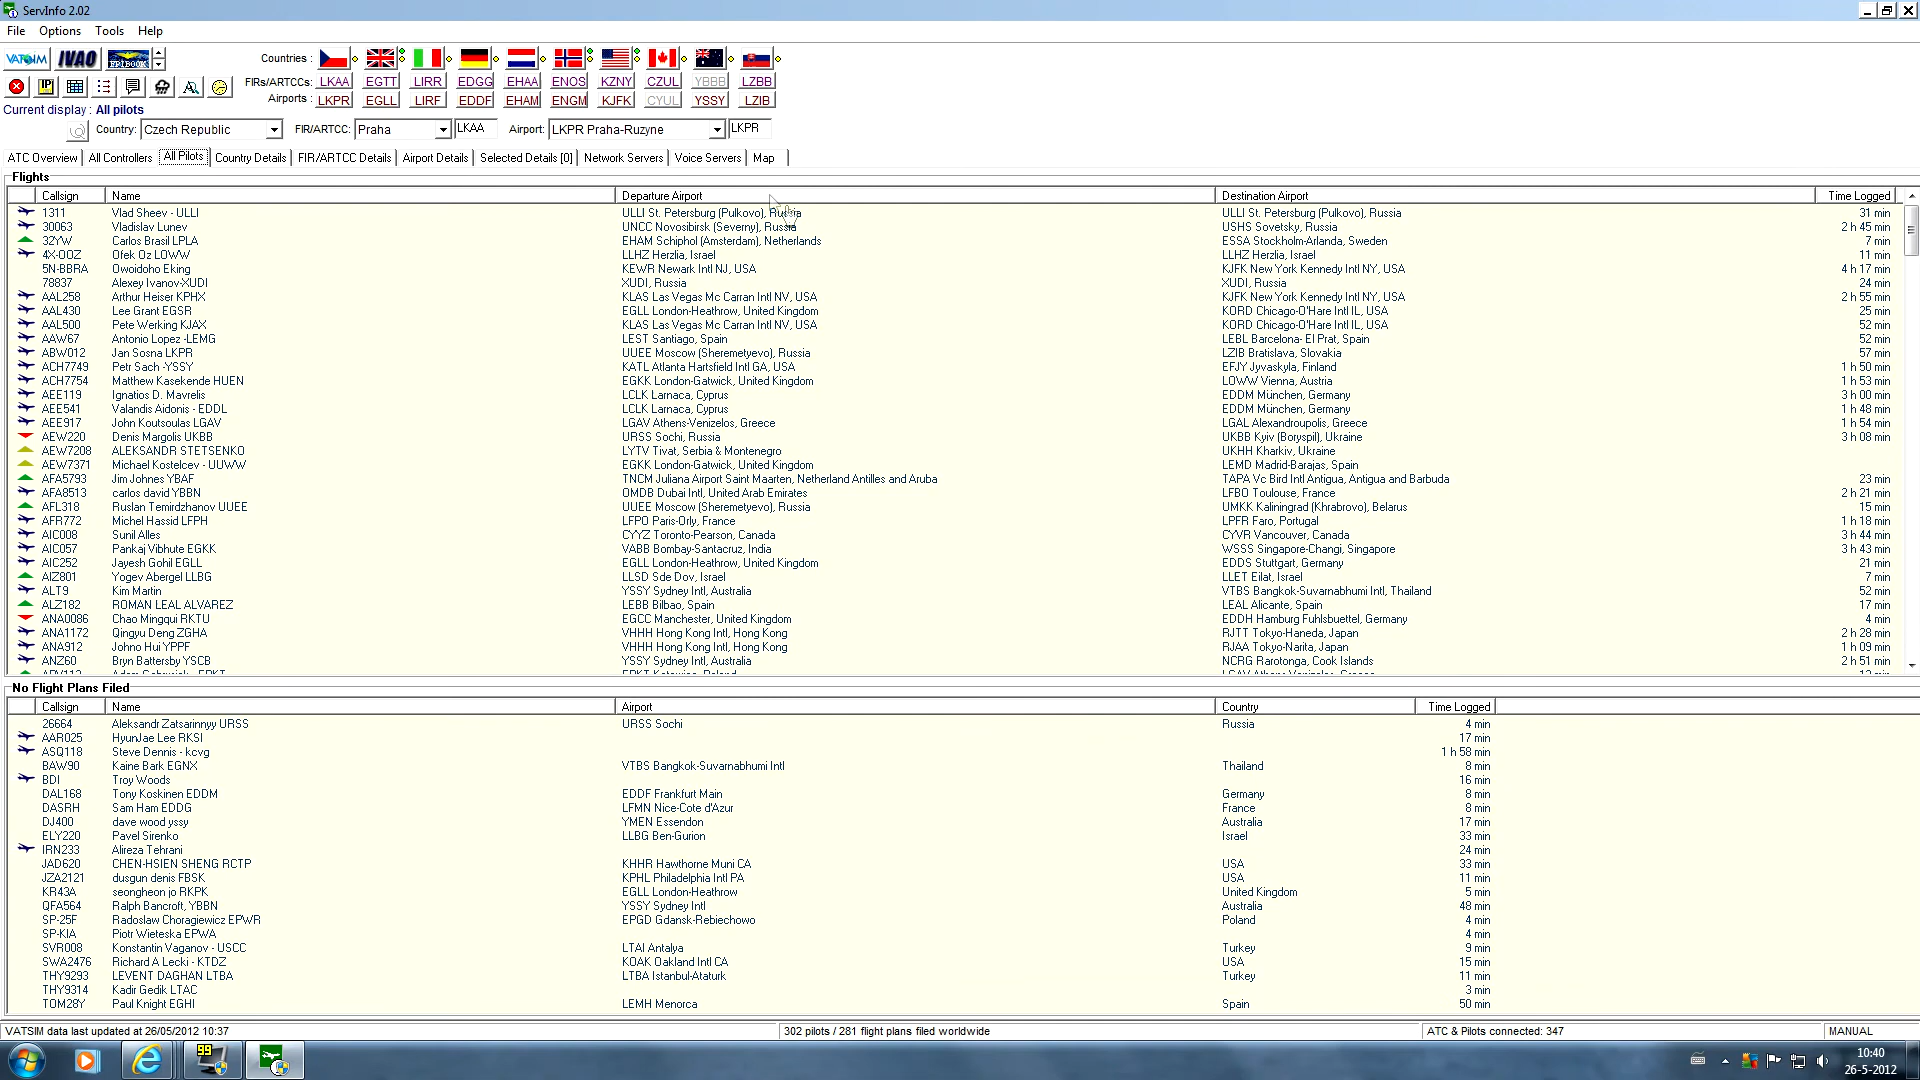 ServInfo 2.02
File Options Tools Help
VATSIM IVAO EPIBOOK Countries :
FIRs/ARTCCs: LKAA EGTT LIRR EDGG EHAA ENOS KZNY CZUL YBBB LZBB
Airports : LKPR EGLL LIRF EDDF EHAM ENGM KJFK CYUL YSSY LZIB
Current display : All pilots
Country: Czech Republic FIR/ARTCC: Praha LKAA Airport: LKPR Praha-Ruzyne LKPR
ATC Overview All Controllers All Pilots Country Details FIR/ARTCC Details Airport Details Selected Details [0] Network Servers Voice Servers Map
Flights
Callsign Name Departure Airport Destination Airport Time Logged
1311 Vlad Sheev - ULLI ULLI St. Petersburg (Pulkovo), Russia ULLI St. Petersburg (Pulkovo), Russia 31 min
30063 Vladislav Lunev UNCC Novosibirsk (Severny), Russia USHS Sovetsky, Russia 2 h 45 min
32YW Carlos Brasil LPLA EHAM Schiphol (Amsterdam), Netherlands ESSA Stockholm-Arlanda, Sweden 7 min
4X-OOZ Ofek Oz LOWW LLHZ Herzlia, Israel LLHZ Herzlia, Israel 11 min
5N-BBRA Owoidoho Eking KEWR Newark Intl NJ, USA KJFK New York Kennedy Intl NY, USA 4 h 17 min
78837 Alexey Ivanov-XUDI XUDI, Russia XUDI, Russia 24 min
AAL258 Arthur Heiser KPHX KLAS Las Vegas Mc Carran Intl NV, USA KJFK New York Kennedy Intl NY, USA 2 h 55 min
AAL430 Lee Grant EGSR EGLL London-Heathrow, United Kingdom KORD Chicago-O'Hare Intl IL, USA 25 min
AAL500 Pete Werking KJAX KLAS Las Vegas Mc Carran Intl NV, USA KORD Chicago-O'Hare Intl IL, USA 52 min
AAW67 Antonio Lopez -LEMG LEST Santiago, Spain LEBL Barcelona- El Prat, Spain 52 min
ABW012 Jan Sosna LKPR UUEE Moscow (Sheremetyevo), Russia LZIB Bratislava, Slovakia 57 min
ACH7749 Petr Sach -YSSY KATL Atlanta Hartsfield Intl GA, USA EFJY Jyvaskyla, Finland 1 h 50 min
ACH7754 Matthew Kasekende HUEN EGKK London-Gatwick, United Kingdom LOWW Vienna, Austria 1 h 53 min
AEE119 Ignatios D. Mavrelis LCLK Larnaca, Cyprus EDDM München, Germany 3 h 00 min
AEE541 Valandis Aidonis - EDDL LCLK Larnaca, Cyprus EDDM München, Germany 1 h 48 min
AEE917 John Koutsoulas LGAV LGAV Athens-Venizelos, Greece LGAL Alexandroupolis, Greece 1 h 54 min
AEW220 Denis Margolis UKBB URSS Sochi, Russia UKBB Kyiv (Boryspil), Ukraine 3 h 08 min
AEW7208 ALEKSANDR STETSENKO LYTV Tivat, Serbia & Montenegro UKHH Kharkiv, Ukraine
AEW7371 Michael Kostelcev - UUWW EGKK London-Gatwick, United Kingdom LEMD Madrid-Barajas, Spain
AFA5793 Jim Johnes YBAF TNCM Juliana Airport Saint Maarten, Netherland Antilles and Aruba TAPA Vc Bird Intl Antigua, Antigua and Barbuda 23 min
AFA8513 carlos david YBBN OMDB Dubai Intl, United Arab Emirates LFBO Toulouse, France 2 h 21 min
AFL318 Ruslan Temirdzhanov UUEE UUEE Moscow (Sheremetyevo), Russia UMKK Kaliningrad (Khrabrovo), Belarus 15 min
AFR772 Michel Hassid LFPH LFPO Paris-Orly, France LPFR Faro, Portugal 1 h 18 min
AIC008 Sunil Alles CYYZ Toronto-Pearson, Canada CYVR Vancouver, Canada 3 h 44 min
AIC057 Pankaj Vibhute EGKK VABB Bombay-Santacruz, India WSSS Singapore-Changi, Singapore 3 h 43 min
AIC252 Jayesh Gohil EGLL EGLL London-Heathrow, United Kingdom EDDS Stuttgart, Germany 21 min
AIZ801 Yogev Abergel LLBG LLSD Sde Dov, Israel LLET Eilat, Israel 7 min
ALT9 Kim Martin YSSY Sydney Intl, Australia VTBS Bangkok-Suvarnabhumi Intl, Thailand 52 min
ALZ182 ROMAN LEAL ALVAREZ LEBB Bilbao, Spain LEAL Alicante, Spain 17 min
ANA0086 Chao Mingqui RKTU EGCC Manchester, United Kingdom EDDH Hamburg Fuhlsbuettel, Germany 4 min
ANA1172 Qingyu Deng ZGHA VHHH Hong Kong Intl, Hong Kong RJTT Tokyo-Haneda, Japan 2 h 28 min
ANA912 Johno Hui YPPF VHHH Hong Kong Intl, Hong Kong RJAA Tokyo-Narita, Japan 1 h 09 min
ANZ60 Bryn Battersby YSCB YSSY Sydney Intl, Australia NCRG Rarotonga, Cook Islands 2 h 51 min
No Flight Plans Filed
Callsign Name Airport Country Time Logged
26664 Aleksandr Zatsarinnyy URSS URSS Sochi Russia 4 min
AAR025 HyunJae Lee RKSI 17 min
ASQ118 Steve Dennis - kcvg 1 h 58 min
BAW90 Kaine Bark EGNX VTBS Bangkok-Suvarnabhumi Intl Thailand 8 min
BDI Troy Woods 16 min
DAL168 Tony Koskinen EDDM EDDF Frankfurt Main Germany 8 min
DASRH Sam Ham EDDG LFMN Nice-Cote d'Azur France 8 min
DJ400 dave wood yssy YMEN Essendon Australia 17 min
ELY220 Pavel Sirenko LLBG Ben-Gurion Israel 33 min
IRN233 Alireza Tehrani 24 min
JAD620 CHEN-HSIEN SHENG RCTP KHHR Hawthorne Muni CA USA 33 min
JZA2121 dusgun denis FBSK KPHL Philadelphia Intl PA USA 11 min
KR43A seongheon jo RKPK EGLL London-Heathrow United Kingdom 5 min
QFA564 Ralph Bancroft, YBBN YSSY Sydney Intl Australia 48 min
SP-25F Radoslaw Choragiewicz EPWR EPGD Gdansk-Rebiechowo Poland 4 min
SP-KIA Piotr Wieteska EPWA 4 min
SVR008 Konstantin Vaganov - USCC LTAI Antalya Turkey 9 min
SWA2476 Richard A Lecki - KTDZ KOAK Oakland Intl CA USA 15 min
THY9293 LEVENT DAGHAN LTBA LTBA Istanbul-Ataturk Turkey 11 min
THY9314 Kadir Gedik LTAC 3 min
TOM28Y Paul Knight EGHI LEMH Menorca Spain 50 min
VATSIM data last updated at 26/05/2012 10:37 302 pilots / 281 flight plans filed worldwide ATC & Pilots connected: 347 MANUAL
99
10:40
26-5-2012